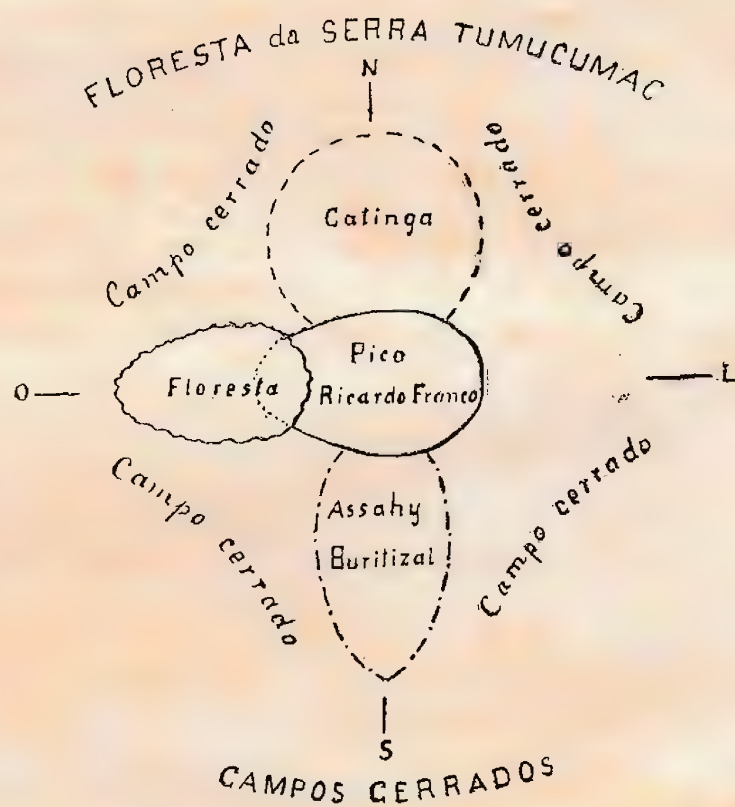 FLORESTA da SERRA TUMUCUMAC
N
Campo cerrado
Campo cerrado
Catinga
Pico
Ricardo Franco
O
Floresta
L
Campo cerrado
Campo cerrado
Assahy
Buritizal
S
CAMPOS CERRADOS